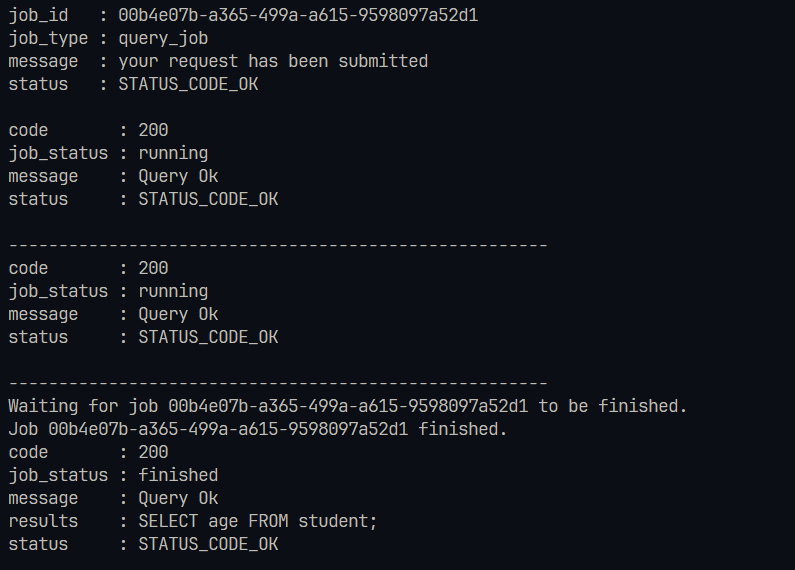 job_id   : 00b4e07b-a365-499a-a615-9598097a52d1
job_type : query_job
message  : your request has been submitted
status   : STATUS_CODE_OK

code       : 200
job_status : running
message    : Query Ok
status     : STATUS_CODE_OK

------------------------------------------------------
code       : 200
job_status : running
message    : Query Ok
status     : STATUS_CODE_OK

------------------------------------------------------
Waiting for job 00b4e07b-a365-499a-a615-9598097a52d1 to be finished.
Job 00b4e07b-a365-499a-a615-9598097a52d1 finished.
code       : 200
job_status : finished
message    : Query Ok
results    : SELECT age FROM student;
status     : STATUS_CODE_OK